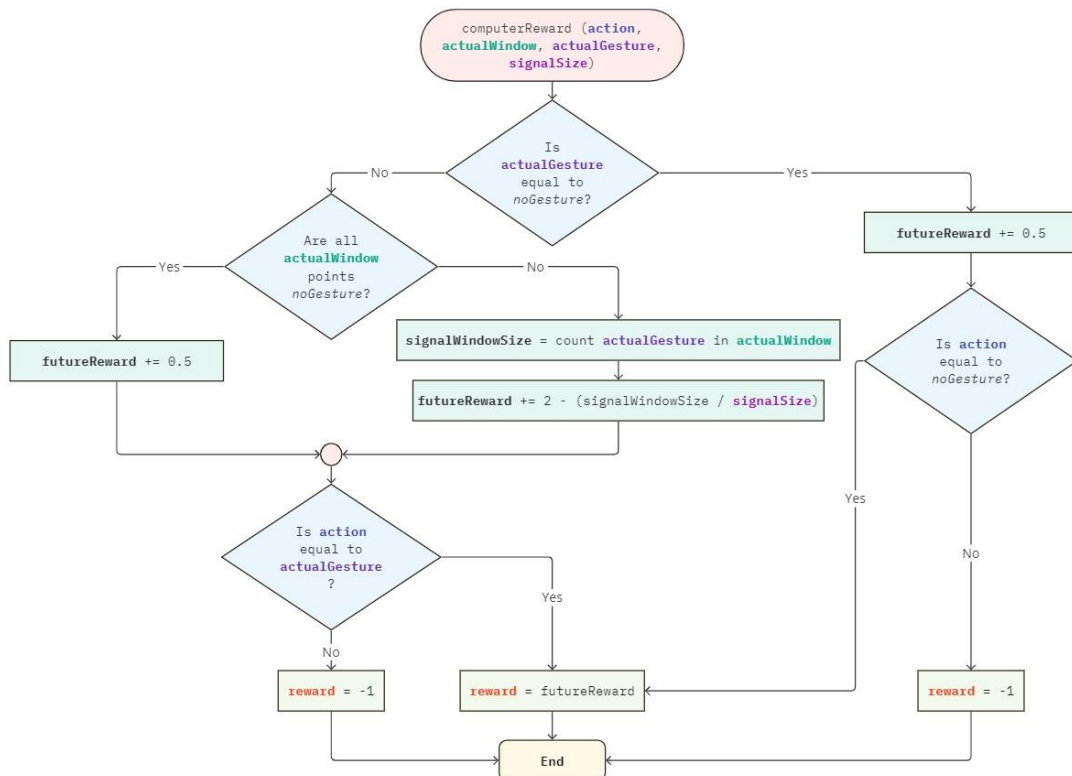 computerReward (action,
actualWindow, actualGesture,
signalSize)
Is
actualGesture
equal to
noGesture?
No
Yes
Are all
actualWindow
points
noGesture?
Yes
No
futureReward += 0.5
futureReward += 0.5
signalWindowSize = count actualGesture in actualWindow
futureReward += 2 - (signalWindowSize / signalSize)
Is action
equal to
noGesture?
Yes
No
Is action
equal to
actualGesture
?
Yes
No
reward = -1
reward = futureReward
reward = -1
End